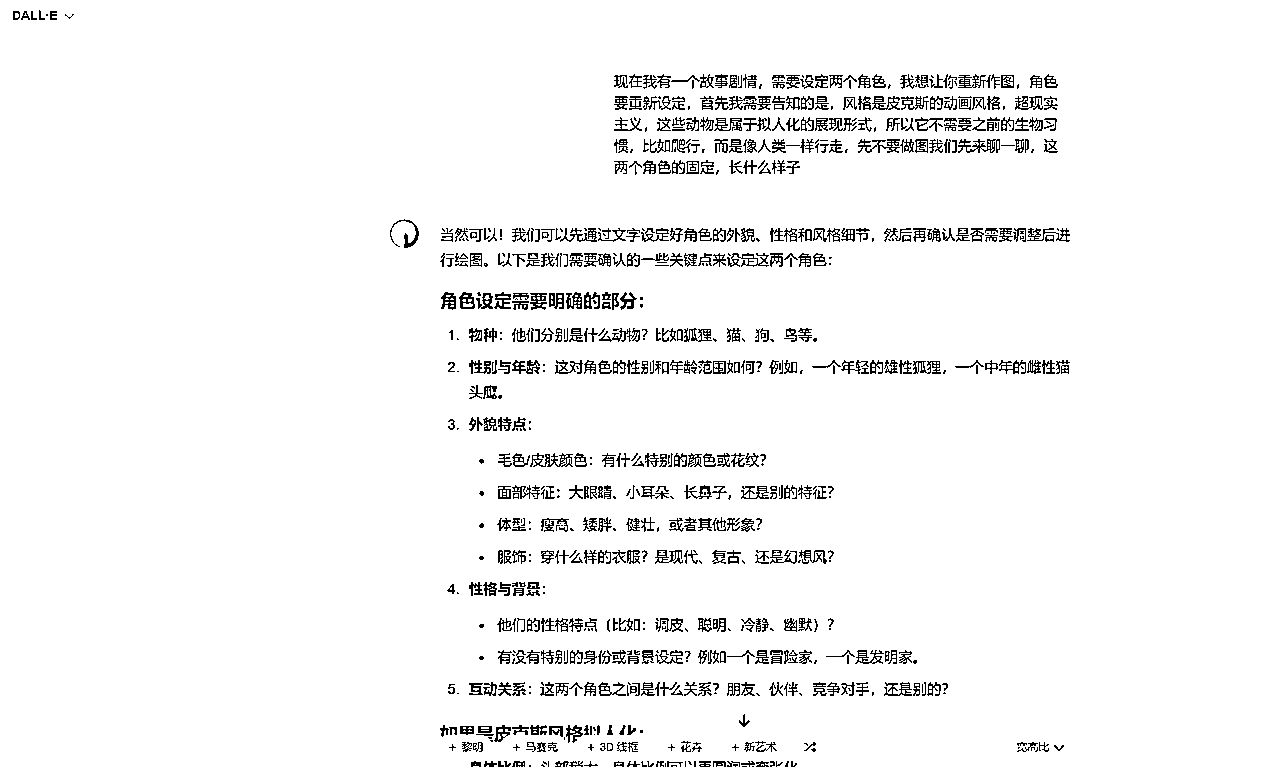 DALL·E
现在我有一个故事剧情，需要设定两个角色，我想让你重新作图，角色
要重新设定，首先我需要告知的是，风格是皮克斯的动画风格，超现实
主义，这些动物是属于拟人化的展现形式，所以它不需要之前的生物习
惯，比如爬行，而是像人类一样行走，先不要做图我们先来聊一聊，这
两个角色的固定，长什么样子
当然可以！我们可以先通过文字设定好角色的外貌、性格和风格细节，然后再确认是否需要调整后进
行绘图。以下是我们需要确认的一些关键点来设定这两个角色：
角色设定需要明确的部分：
1. 物种：他们分别是什么动物？比如狐狸、猫、狗、鸟等。
2. 性别与年龄：这对角色的性别和年龄范围如何？例如，一个年轻的雄性狐狸，一个中年的雌性猫
头鹰。
3. 外貌特点：
• 毛色/皮肤颜色：有什么特别的颜色或花纹？
• 面部特征：大眼睛、小耳朵、长鼻子，还是别的特征？
• 体型：瘦高、矮胖、健壮，或者其他形象？
• 服饰：穿什么样的衣服？是现代、复古、还是幻想风？
4. 性格与背景：
• 他们的性格特点（比如：调皮、聪明、冷静、幽默）？
• 有没有特别的身份或背景设定？例如一个是冒险家，一个是发明家。
5. 互动关系：这两个角色之间是什么关系？朋友、伙伴、竞争对手，还是别的？
如果是皮克斯风格拟人化：
+ 黎明 + 马赛克 + 3D 线框 + 花卉 + 新艺术 宽高比
身体比例：头部稍大，身体比例可以更圆润或夸张化